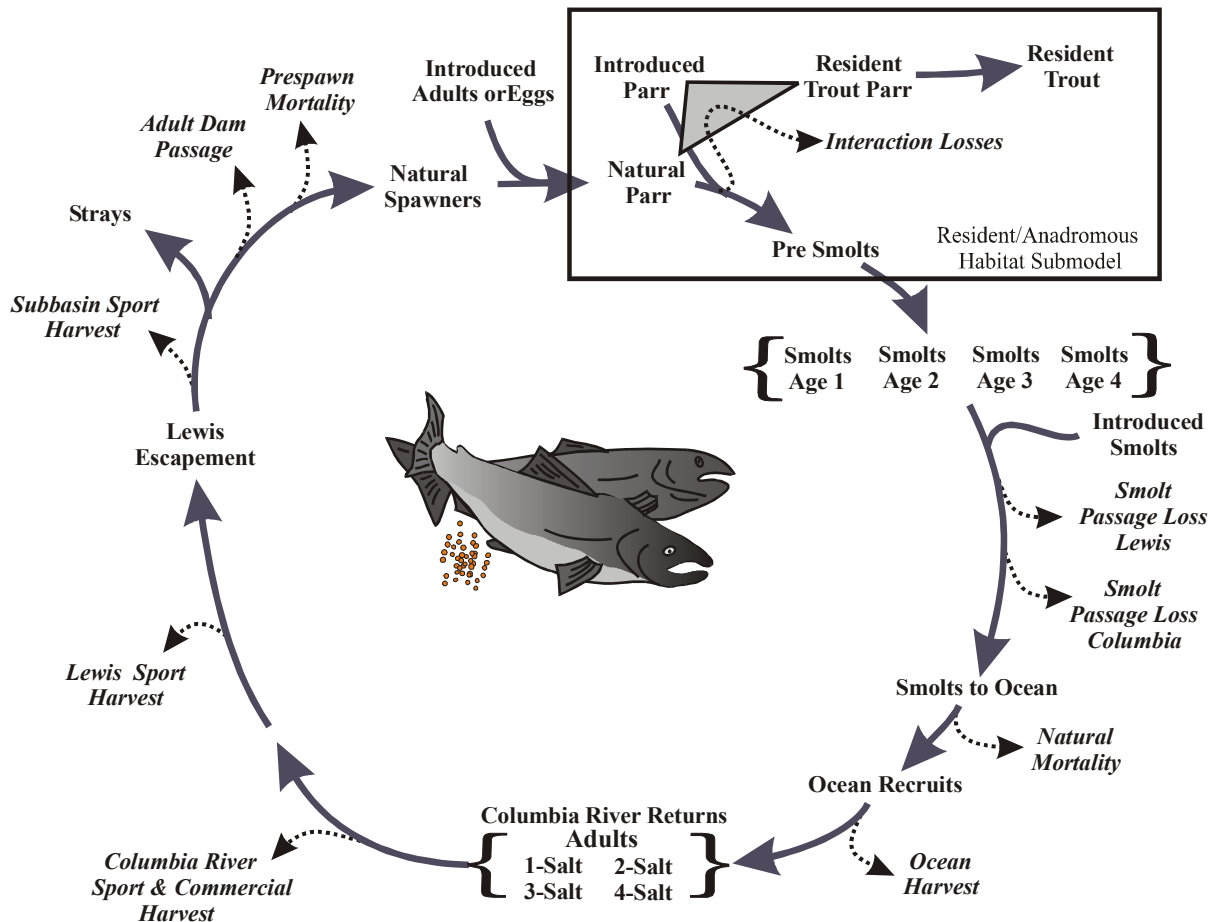 Prespawn
Mortality
Adult Dam
Passage
Strays
Subbasin Sport
Harvest
Natural
Spawners
Introduced
Adults orEggs
Introduced
Parr
Resident
Trout Parr
Resident
Trout
Interaction Losses
Natural
Parr
Pre Smolts
Resident/Anadromous
Habitat Submodel
{ Smolts Smolts Smolts Smolts }
Age 1 Age 2 Age 3 Age 4
Introduced
Smolts
Smolt
Passage Loss
Lewis
Smolt
Passage Loss
Columbia
Smolts to Ocean
Natural
Mortality
Ocean Recruits
Ocean
Harvest
Columbia River Returns
Adults
{ 1-Salt 2-Salt }
3-Salt 4-Salt
Columbia River
Sport & Commercial
Harvest
Lewis Sport
Harvest
Lewis
Escapement